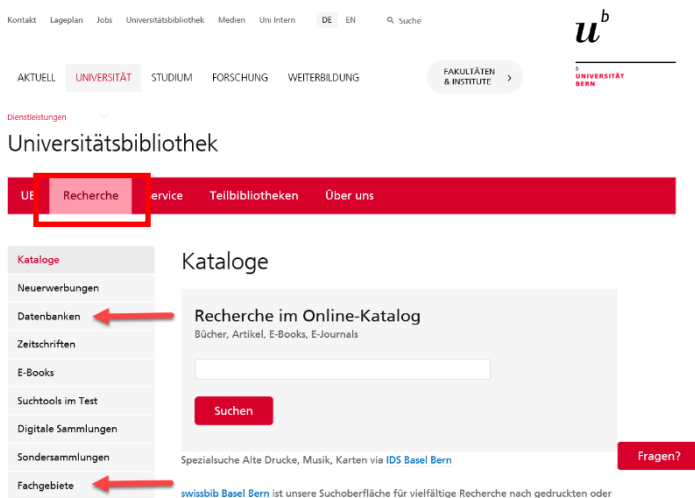 Kontakt Lageplan Jobs Universitätsbibliothek Medien Uni Intern DE EN Suche
u^b
AKTUELL UNIVERSITÄT STUDIUM FORSCHUNG WEITERBILDUNG
FAKULTÄTEN
& INSTITUTE
b
UNIVERSITÄT
BERN
Dienstleistungen
Universitätsbibliothek
Recherche ervice Teilbibliotheken Über uns
Kataloge
Neuerwerbungen
Datenbanken
Zeitschriften
E-Books
Suchtools im Test
Digitale Sammlungen
Sondersammlungen
Fachgebiete
Kataloge
Recherche im Online-Katalog
Bücher, Artikel, E-Books, E-Journals
Suchen
Spezialsuche Alte Drucke, Musik, Karten via IDS Basel Bern
Fragen?
swissbib Basel Bern ist unsere Suchoberfläche für vielfältige Recherche nach gedruckten oder